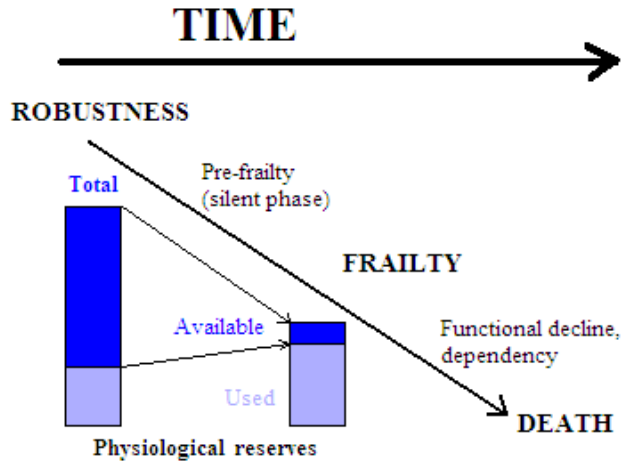 TIME
ROBUSTNESS
Pre-frailty
(silent phase)
Total
FRAILTY
Available
Functional decline,
dependency
Used
DEATH
Physiological reserves